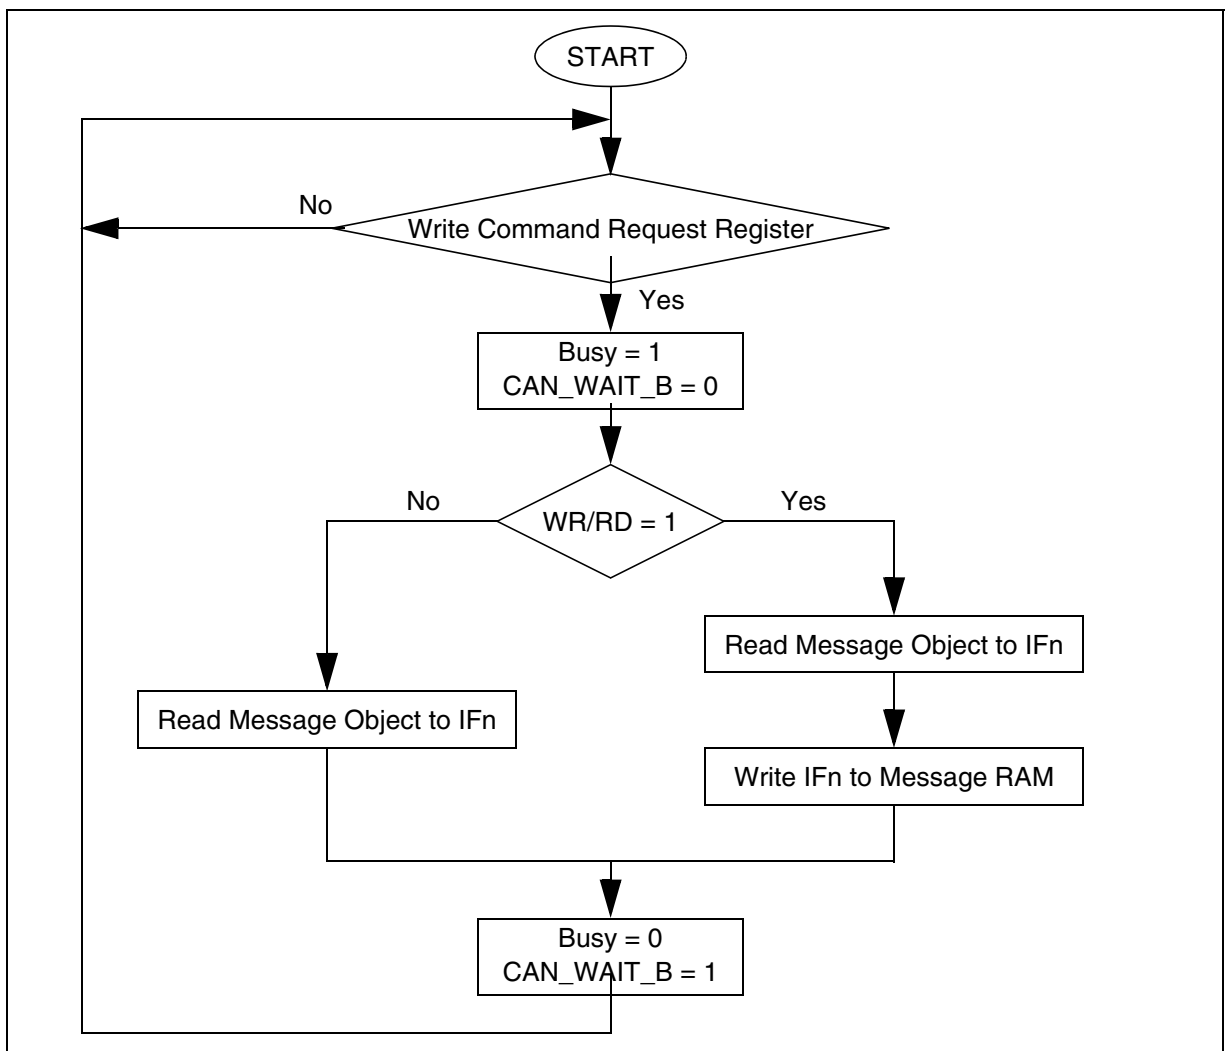 START
No
Write Command Request Register
Yes
Busy = 1
CAN_WAIT_B = 0
No
WR/RD = 1
Yes
Read Message Object to IFn
Read Message Object to IFn
Write IFn to Message RAM
Busy = 0
CAN_WAIT_B = 1